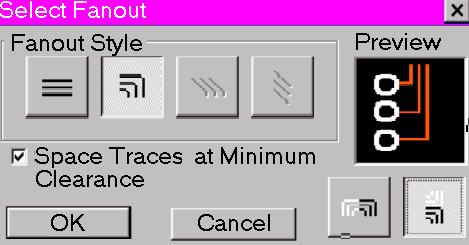 Select Fanout
Fanout Style
Preview
Space Traces at Minimum
Clearance
OK
Cancel